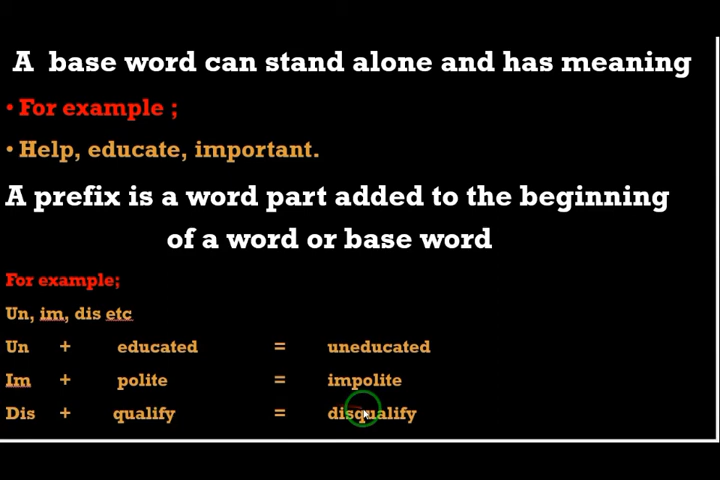 A base word can stand alone and has meaning
• For example ;
• Help, educate, important.
A prefix is a word part added to the beginning
of a word or base word
For example;
Un, im, dis etc
Un + educated = uneducated
Im + polite = impolite
Dis + qualify = disqualify